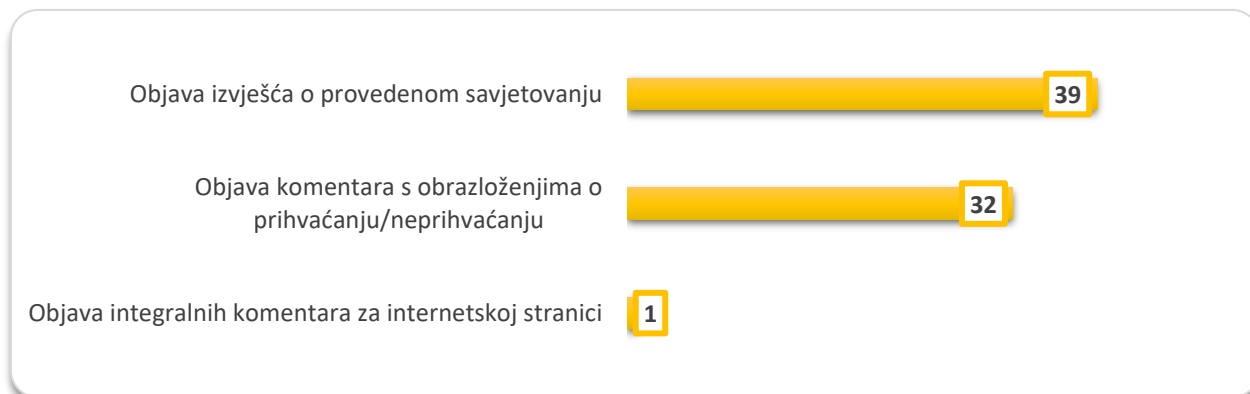 Objava izvješća o provedenom savjetovanju
39
Objava komentara s obrazloženjima o
prihvaćanju/neprihvaćanju
32
Objava integralnih komentara za internetskoj stranici
1